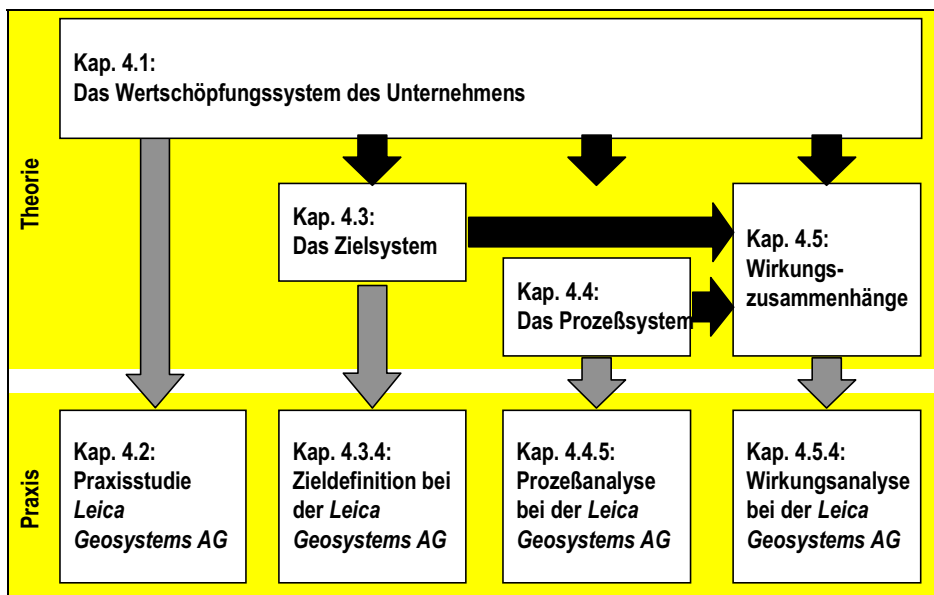 Theorie
Kap. 4.1:
Das Wertschöpfungssystem des Unternehmens
Kap. 4.3:
Das Zielsystem
Kap. 4.4:
Das Prozeßsystem
Kap. 4.5:
Wirkungs-
zusammenhänge
Praxis
Kap. 4.2:
Praxisstudie
Leica
Geosystems AG
Kap. 4.3.4:
Zieldefinition bei
der Leica
Geosystems AG
Kap. 4.4.5:
Prozeßanalyse
bei der Leica
Geosystems AG
Kap. 4.5.4:
Wirkungsanalyse
bei der Leica
Geosystems AG